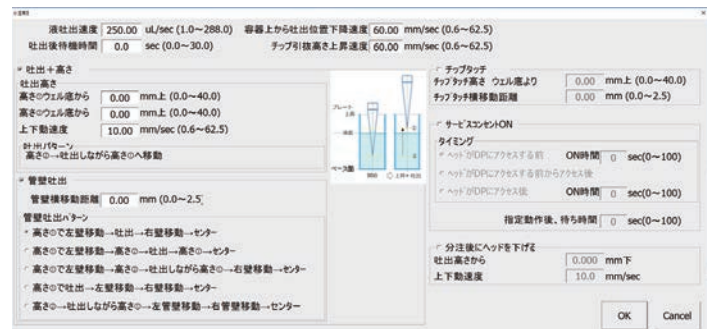 液吐出速度 250.00 ul/sec (1.0～288.0) 容器上から吐出位置下降速度 60.00 mm/sec (0.6～62.5)
吐出後待機時間 0.0 sec (0.0～30.0) チップ引抜高さ上昇速度 60.00 mm/sec (0.6～62.5)
吐出＋高さ
吐出高さ
高さ①ウェル底から 0.00 mm上 (0.0～40.0)
高さ②ウェル底から 0.00 mm上 (0.0～40.0)
上下動速度 10.00 mm/sec (0.6～62.5)
吐出パターン
高さ①→吐出しながら高さ②へ移動
管壁吐出
管壁横移動距離 0.00 mm (0.0～2.5)
管壁吐出パターン
高さ①で左壁移動→吐出→右壁移動→センター
高さ①で左壁移動→高さ②→吐出→高さ①→センター
高さ①で左壁移動→高さ②→吐出しながら高さ①→右壁移動→センター
高さ①で吐出→左壁移動→右壁移動→センター
高さ①→吐出しながら高さ②→左管壁移動→右管壁移動→センター
プレート
上昇
ベース面
チップタッチ
チップタッチ高さ ウェル底より 0.00 mm上 (0.0～40.0)
チップタッチ横移動距離 0.00 mm (0.0～2.5)
サービスコンセントON
タイミング
ヘッドがDPにアクセスする前 ON時間 0 sec(0～100)
ヘッドがDPにアクセスする前からアクセス後
ヘッドがDPにアクセス後 ON時間 0 sec(0～100)
指定動作後、待ち時間 0 sec(0～100)
分注後にヘッドを下げる
吐出高さから 0.000 mm下
上下動速度 10.0 mm/sec
OK Cancel